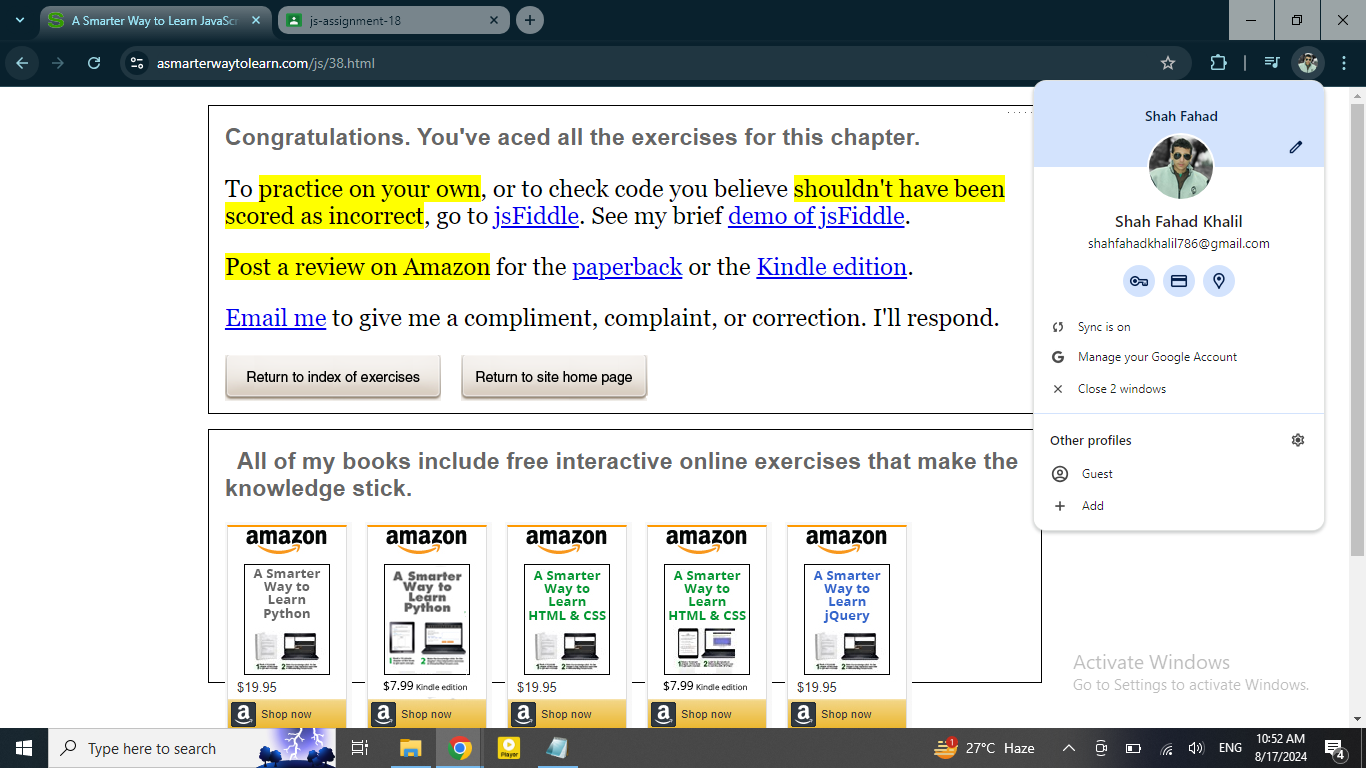 A Smarter Way to Learn JavaScr
js-assignment-18
asmarterwaytolearn.com/js/38.html
Congratulations. You've aced all the exercises for this chapter.
To practice on your own, or to check code you believe shouldn't have been
scored as incorrect, go to jsFiddle. See my brief demo of jsFiddle.
Post a review on Amazon for the paperback or the Kindle edition.
Email me to give me a compliment, complaint, or correction. I'll respond.
Return to index of exercises
Return to site home page
Shah Fahad
Shah Fahad Khalil
shahfahadkhalil786@gmail.com
Sync is on
Manage your Google Account
Close 2 windows
Other profiles
Guest
Add
All of my books include free interactive online exercises that make the
knowledge stick.
amazon
A Smarter
Way to
Learn
Python
$19.95
Shop now
amazon
A Smarter
Way to
Learn
Python
$7.99 Kindle edition
Shop now
amazon
A Smarter
Way to
Learn
HTML & CSS
$19.95
Shop now
amazon
A Smarter
Way to
Learn
HTML & CSS
$7.99 Kindle edition
Shop now
amazon
A Smarter
Way to
Learn
jQuery
$19.95
Shop now
Activate Windows
Go to Settings to activate Windows.
Type here to search
Player
1
27°C Haze
ENG
10:52 AM
8/17/2024
4